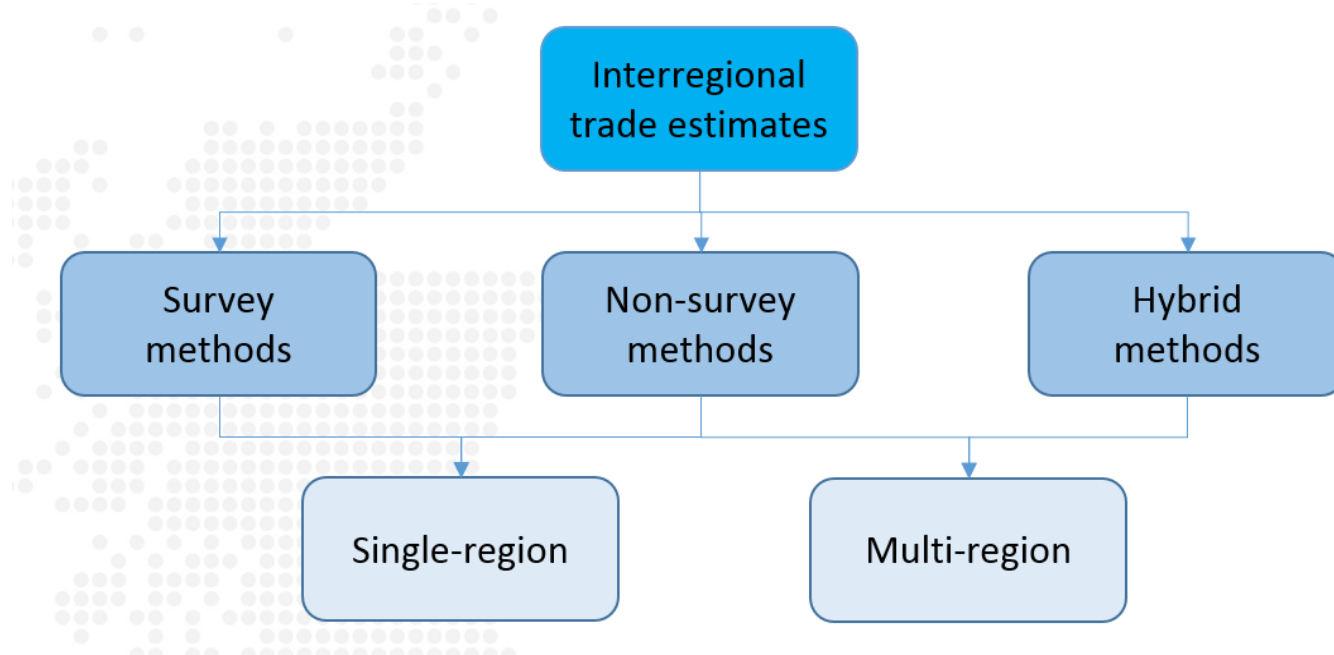 Interregional
trade estimates
Survey
methods
Non-survey
methods
Hybrid
methods
Single-region
Multi-region